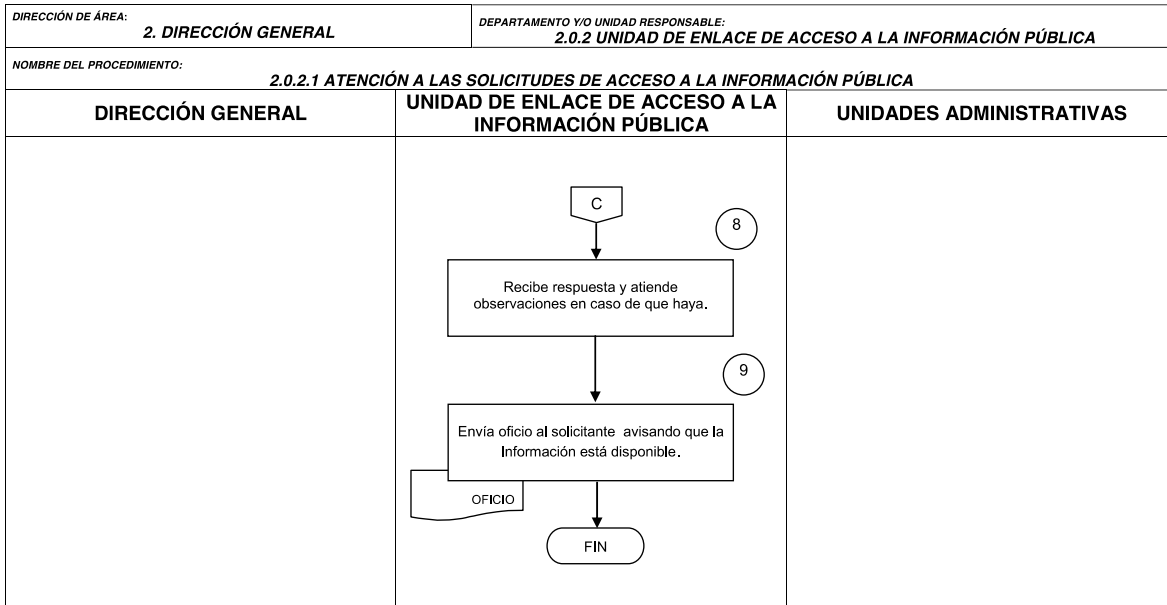 DIRECCIÓN DE ÁREA:
2. DIRECCIÓN GENERAL
DEPARTAMENTO Y/O UNIDAD RESPONSABLE:
2.0.2 UNIDAD DE ENLACE DE ACCESO A LA INFORMACIÓN PÚBLICA
NOMBRE DEL PROCEDIMIENTO:
2.0.2.1 ATENCIÓN A LAS SOLICITUDES DE ACCESO A LA INFORMACIÓN PÚBLICA
DIRECCIÓN GENERAL
UNIDAD DE ENLACE DE ACCESO A LA
INFORMACIÓN PÚBLICA
UNIDADES ADMINISTRATIVAS
C
8
Recibe respuesta y atiende
observaciones en caso de que haya.
9
Envía oficio al solicitante avisando que la
Información está disponible.
OFICIO
FIN